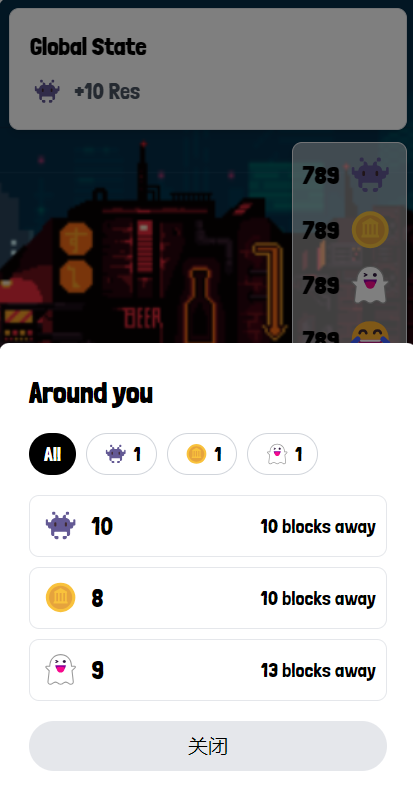 Global State
+10 Res
789
789
789
789
BEER
Around you
All
1
1
1
10
10 blocks away
8
10 blocks away
9
13 blocks away
关闭